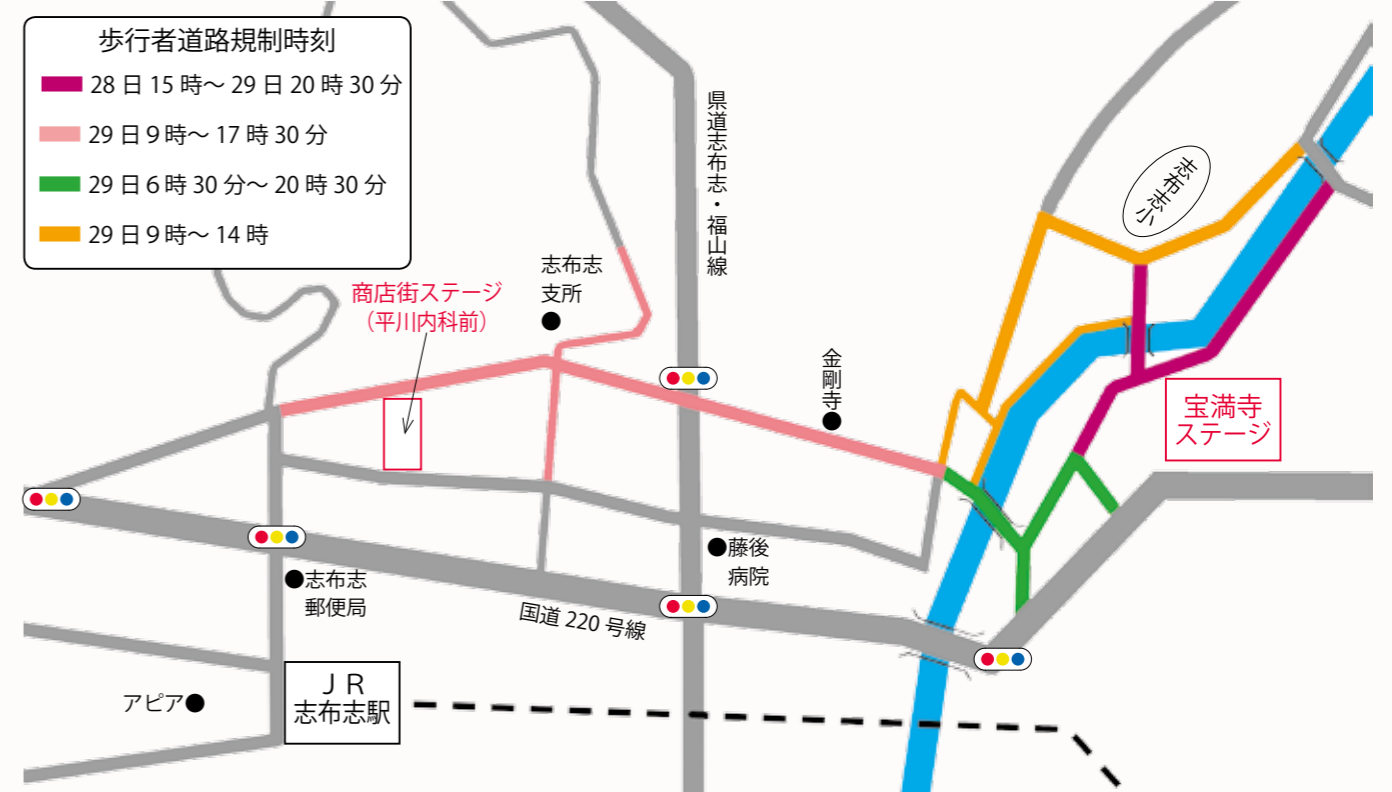 歩行者道路規制時刻
28日15時～29日20時30分
29日9時～17時30分
29日6時30分～20時30分
29日9時～14時
県道志布志・福山線
志布志小
志布志
支所
商店街ステージ
（平川内科前）
金剛寺
宝満寺
ステージ
藤後
病院
志布志
郵便局
国道220号線
ＪＲ
志布志駅
アピア